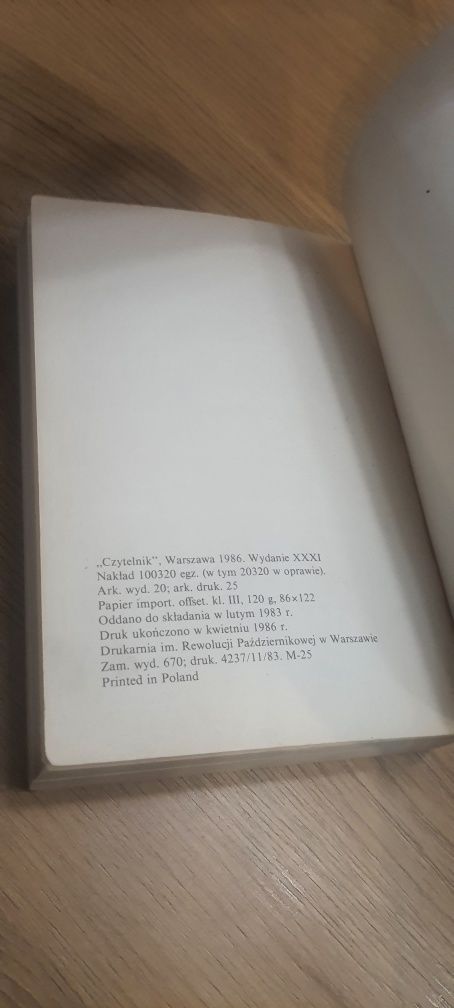 „Czytelnik”, Warszawa 1986. Wydanie XXXI
Nakład 100320 egz. (w tym 20320 w oprawie).
Ark. wyd. 20; ark. druk. 25
Papier import. offset. kl. III, 120 g, 86×122
Oddano do składania w lutym 1983 r.
Druk ukończono w kwietniu 1986 r.
Drukarnia im. Rewolucji Październikowej w Warszawie
Zam. wyd. 670; druk. 4237/11/83. M-25
Printed in Poland